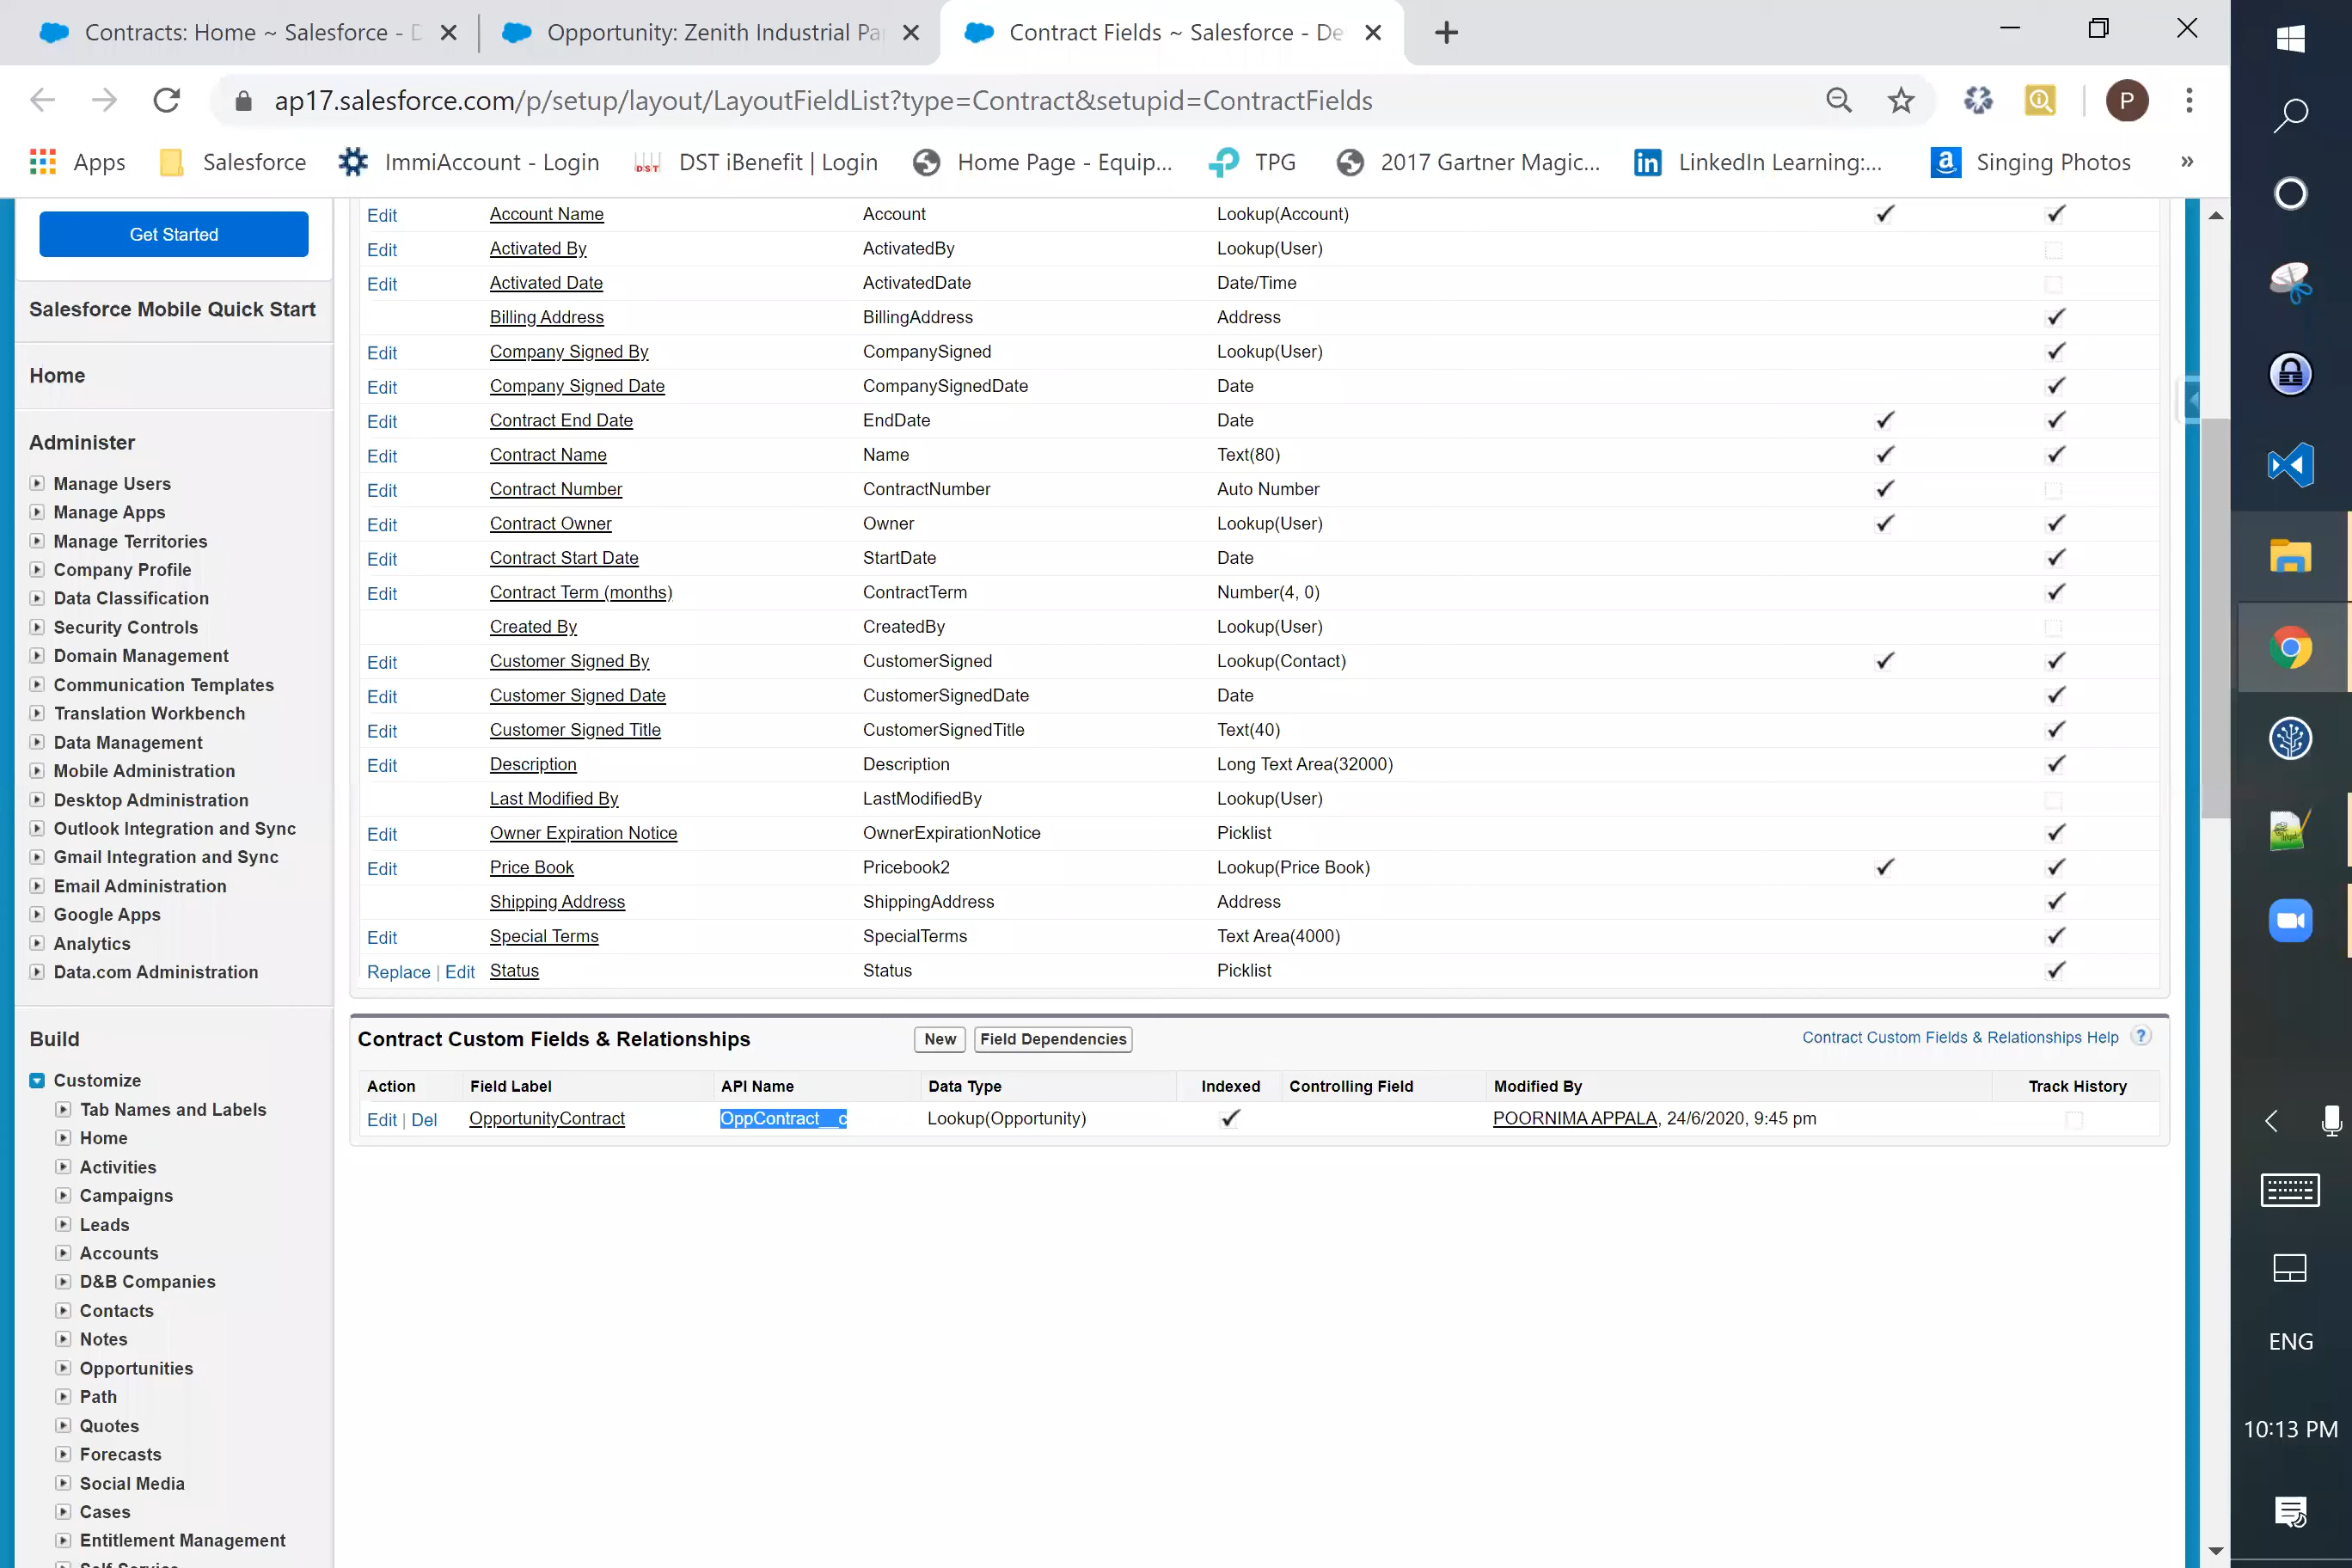 Contracts: Home ~ Salesforce - D
Opportunity: Zenith Industrial Pa
Contract Fields ~ Salesforce - De
ap17.salesforce.com/p/setup/layout/LayoutFieldList?type=Contract&setupid=ContractFields
P
Apps
Salesforce
ImmiAccount - Login
DST
DST iBenefit | Login
Home Page - Equip...
TPG
2017 Gartner Magic...
LinkedIn Learning:...
Singing Photos
»
Get Started
Salesforce Mobile Quick Start
Home
Administer
Manage Users
Manage Apps
Manage Territories
Company Profile
Data Classification
Security Controls
Domain Management
Communication Templates
Translation Workbench
Data Management
Mobile Administration
Desktop Administration
Outlook Integration and Sync
Gmail Integration and Sync
Email Administration
Google Apps
Analytics
Data.com Administration
Build
Customize
Tab Names and Labels
Home
Activities
Campaigns
Leads
Accounts
D&B Companies
Contacts
Notes
Opportunities
Path
Quotes
Forecasts
Social Media
Cases
Entitlement Management
Self-Service
Edit Account Name Account Lookup(Account)
Edit Activated By ActivatedBy Lookup(User)
Edit Activated Date ActivatedDate Date/Time
Billing Address BillingAddress Address
Edit Company Signed By CompanySigned Lookup(User)
Edit Company Signed Date CompanySignedDate Date
Edit Contract End Date EndDate Date
Edit Contract Name Name Text(80)
Edit Contract Number ContractNumber Auto Number
Edit Contract Owner Owner Lookup(User)
Edit Contract Start Date StartDate Date
Edit Contract Term (months) ContractTerm Number(4, 0)
Created By CreatedBy Lookup(User)
Edit Customer Signed By CustomerSigned Lookup(Contact)
Edit Customer Signed Date CustomerSignedDate Date
Edit Customer Signed Title CustomerSignedTitle Text(40)
Edit Description Description Long Text Area(32000)
Last Modified By LastModifiedBy Lookup(User)
Edit Owner Expiration Notice OwnerExpirationNotice Picklist
Edit Price Book Pricebook2 Lookup(Price Book)
Shipping Address ShippingAddress Address
Edit Special Terms SpecialTerms Text Area(4000)
Replace | Edit Status Status Picklist
Contract Custom Fields & Relationships New Field Dependencies Contract Custom Fields & Relationships Help ?
Action Field Label API Name Data Type Indexed Controlling Field Modified By Track History
Edit | Del OpportunityContract OppContract__c Lookup(Opportunity) POORNIMA APPALA, 24/6/2020, 9:45 pm
ENG
10:13 PM